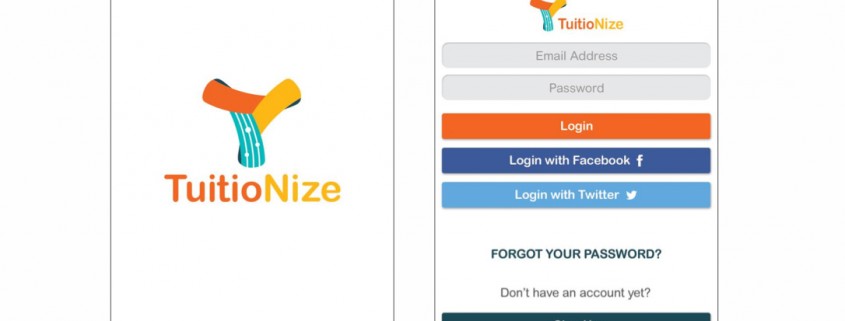 TuitioNize
TuitioNize
Email Address
Password
Login
Login with Facebook f
Login with Twitter
FORGOT YOUR PASSWORD?
Don't have an account yet?